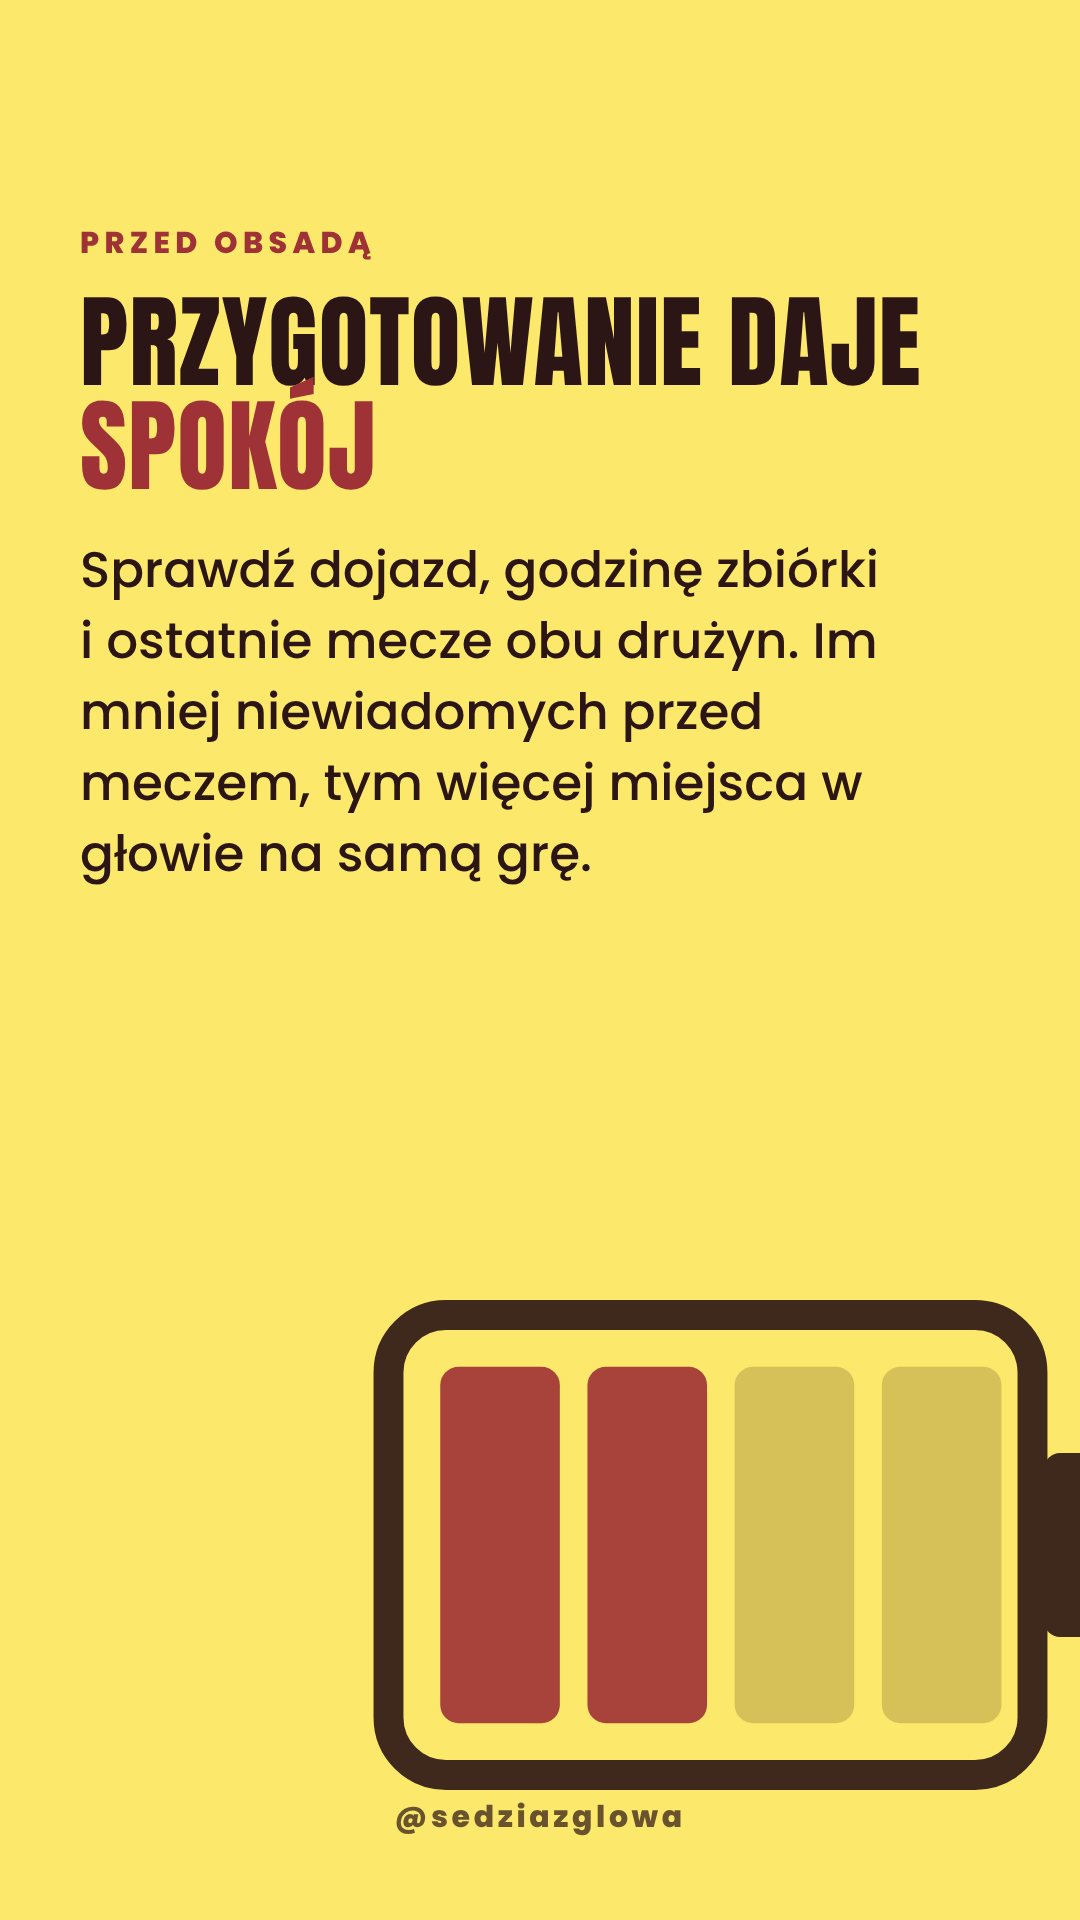 PRZED OBSADĄ
PRZYGOTOWANIE DAJE
SPOKÓJ
Sprawdź dojazd, godzinę zbiórki
i ostatnie mecze obu drużyn. Im
mniej niewiadomych przed
meczem, tym więcej miejsca w
głowie na samą grę.
@sedziazglowa